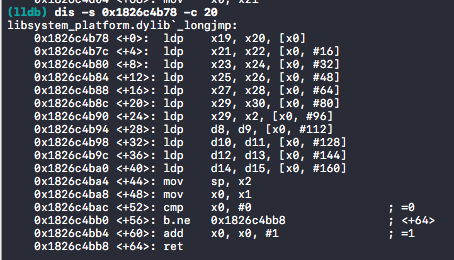 (lldb) dis -s 0x1826c4b78 -c 20
libsystem_platform.dylib`_longjmp:
0x1826c4b78 <+0>: ldp x19, x20, [x0]
0x1826c4b7c <+4>: ldp x21, x22, [x0, #16]
0x1826c4b80 <+8>: ldp x23, x24, [x0, #32]
0x1826c4b84 <+12>: ldp x25, x26, [x0, #48]
0x1826c4b88 <+16>: ldp x27, x28, [x0, #64]
0x1826c4b8c <+20>: ldp x29, x30, [x0, #80]
0x1826c4b90 <+24>: ldp x29, x2, [x0, #96]
0x1826c4b94 <+28>: ldp d8, d9, [x0, #112]
0x1826c4b98 <+32>: ldp d10, d11, [x0, #128]
0x1826c4b9c <+36>: ldp d12, d13, [x0, #144]
0x1826c4ba0 <+40>: ldp d14, d15, [x0, #160]
0x1826c4ba4 <+44>: mov sp, x2
0x1826c4ba8 <+48>: mov x0, x1
0x1826c4bac <+52>: cmp x0, #0 ; =0
0x1826c4bb0 <+56>: b.ne 0x1826c4bb8 ; <+64>
0x1826c4bb4 <+60>: add x0, x0, #1 ; =1
0x1826c4bb8 <+64>: ret